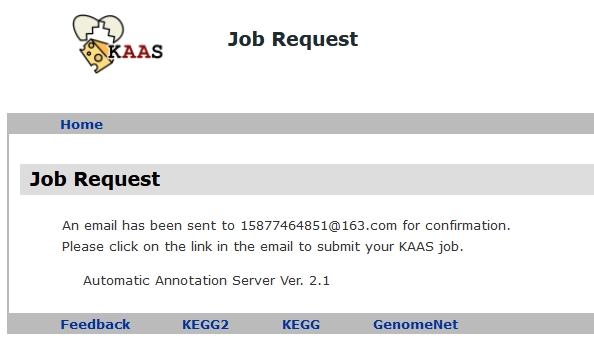 KAAS
Job Request
Home
Job Request
An email has been sent to 15877464851@163.com for confirmation.
Please click on the link in the email to submit your KAAS job.
Automatic Annotation Server Ver. 2.1
Feedback KEGG2 KEGG GenomeNet